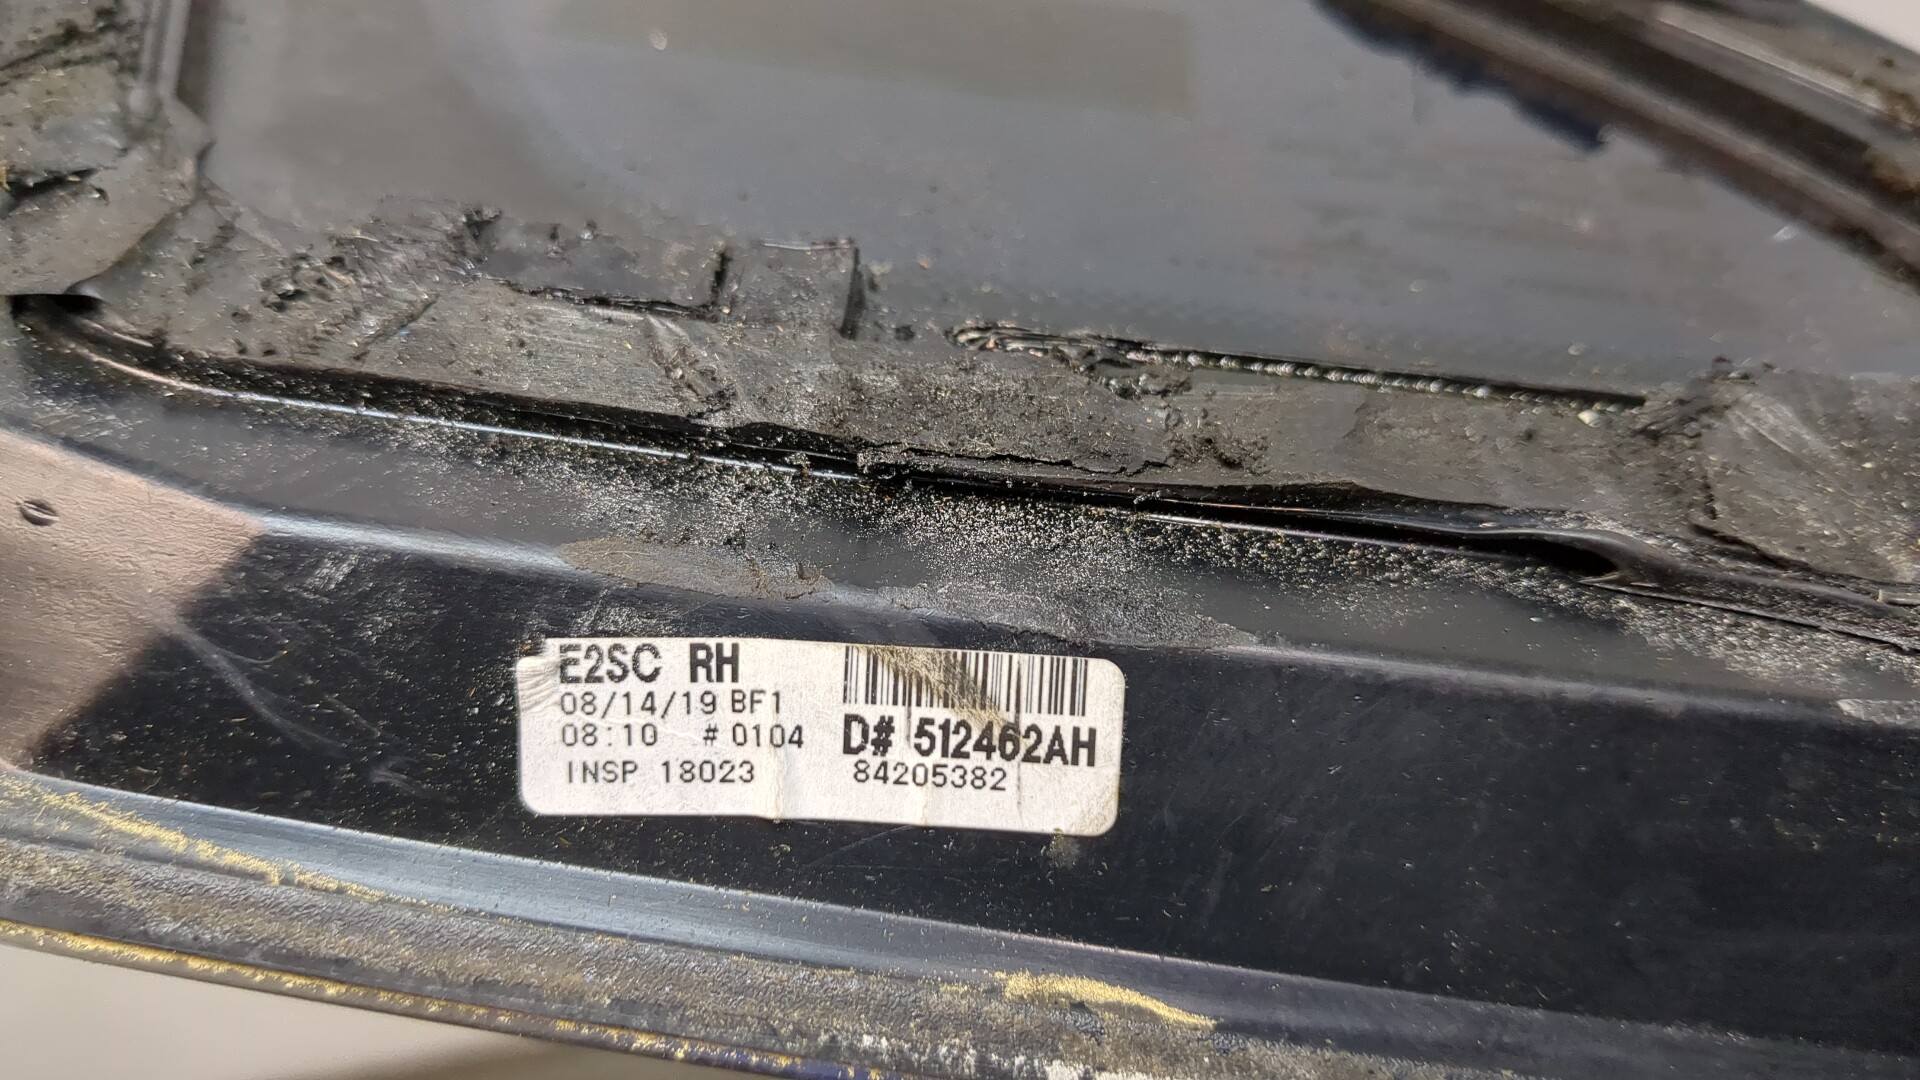 E2SC RH
08/14/19 BF1
08:10 # 0104
INSP 18023
D# 512462AH
84205382